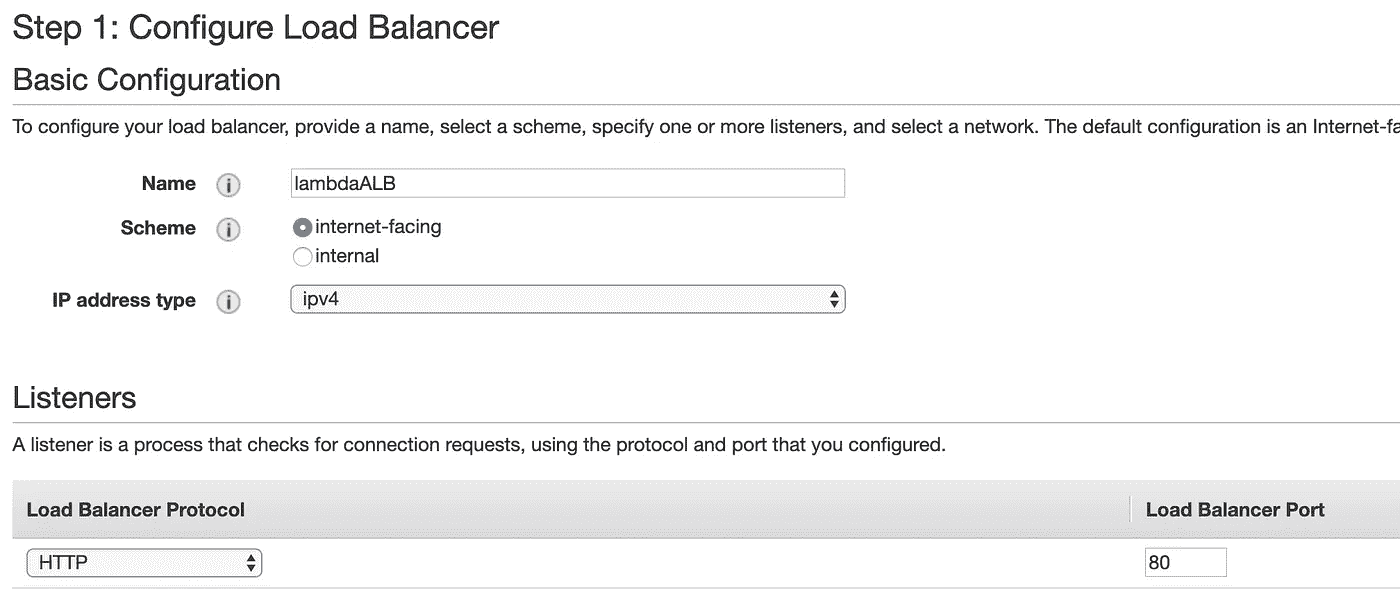 Step 1: Configure Load Balancer
Basic Configuration
To configure your load balancer, provide a name, select a scheme, specify one or more listeners, and select a network. The default configuration is an Internet-fa
Name i lambdaALB
Scheme i internet-facing
internal
IP address type i ipv4
Listeners
A listener is a process that checks for connection requests, using the protocol and port that you configured.
Load Balancer Protocol Load Balancer Port
HTTP 80